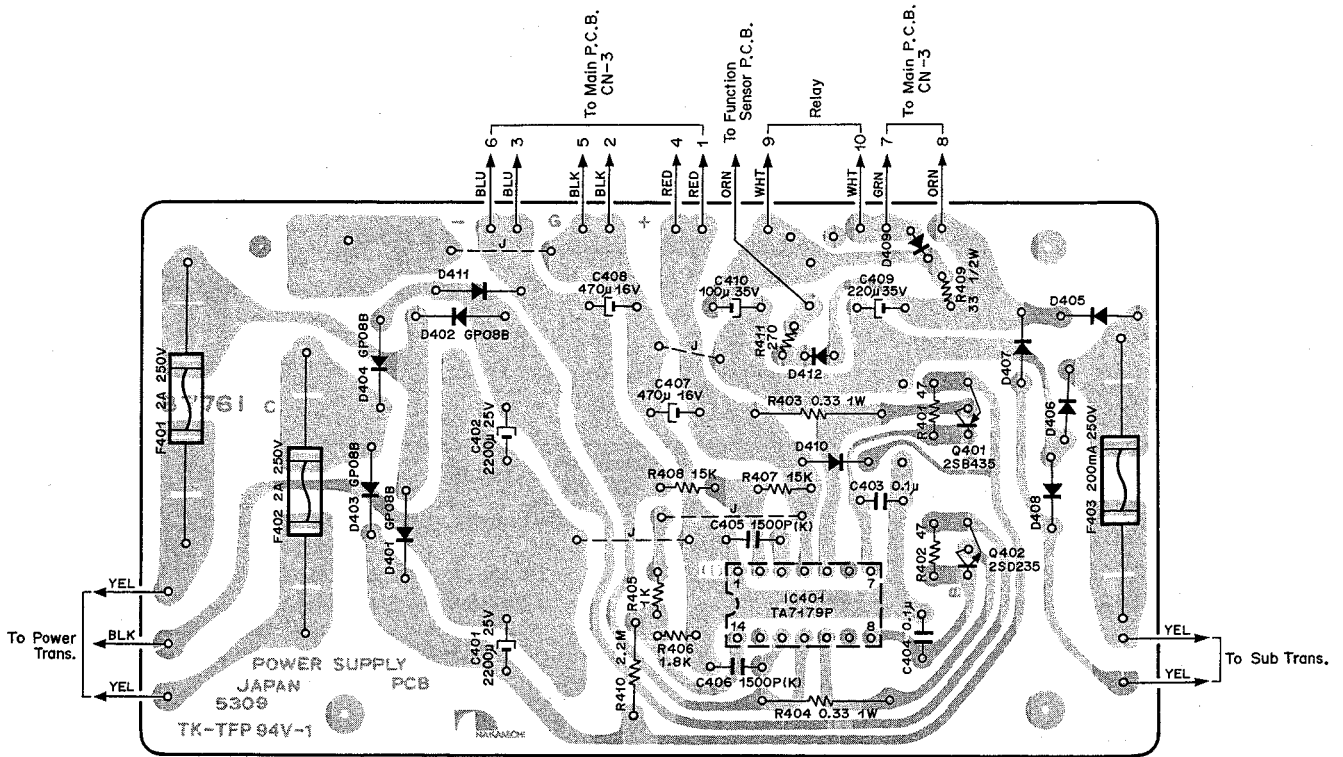 To Main P.C.B.
CN-3
To Function
Sensor P.C.B.
Relay
To Main P.C.B.
CN-3
6
3
5
2
4
1
9
10
7
8
BLU
BLU
BLK
BLK
RED
RED
ORN
WHT
WHT
GRN
ORN
-
G
+
J
D409
R409
33 1/2W
D411
C408
470μ 16V
C410
100μ 35V
C409
220μ 35V
D405
D402 GP08B
D404 GP08B
R411
270
D412
D407
J
F401 2A 250V
C
C407
470μ 16V
R403 0.33 1W
R401 47
D406
C402
2200μ 25V
D410
Q401
2SB435
F402 2A 250V
D403 GP08B
D401 GP08B
R408 15K
R407 15K
C403 0.1μ
D408
F403 200mA 250V
J
J
C405 1500P(K)
R402 47
Q402
2SD235
YEL
R405
1K
1
7
IC401
TA7179P
14
8
To Power
Trans.
BLK
YEL
C401
2200μ 25V
R406
1.8K
R410 2.2M
C406 1500P(K)
C404 0.1μ
YEL
To Sub Trans.
YEL
R404 0.33 1W
POWER SUPPLY
PCB
JAPAN
5309
TK-TFP 94V-1
NAKAMICHI